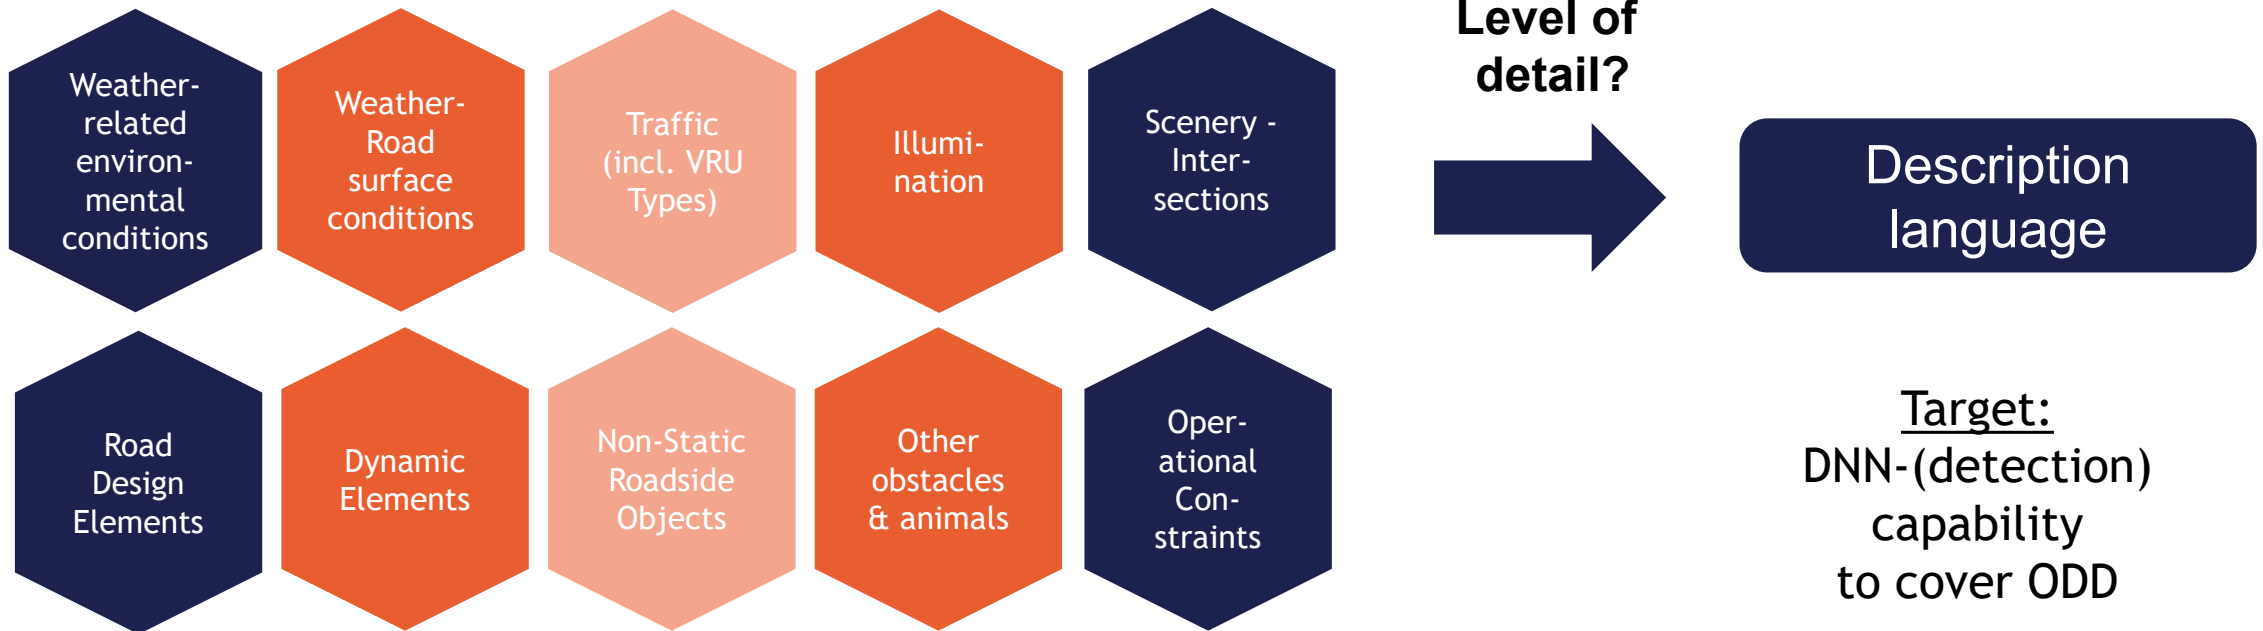 Weather-
related
environ-
mental
conditions
Weather-
Road
surface
conditions
Traffic
(incl. VRU
Types)
Illumi-
nation
Scenery -
Inter-
sections
Level of
detail?
Description
language
Road
Design
Elements
Dynamic
Elements
Non-Static
Roadside
Objects
Other
obstacles
& animals
Oper-
ational
Con-
straints
Target:
DNN-(detection)
capability
to cover ODD